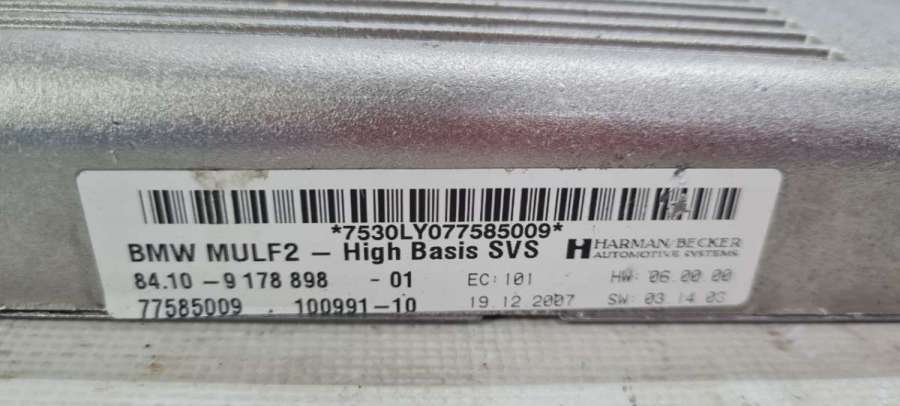 *7530LY077585009*
BMW MULF2 – High Basis SVS
HARMAN/BECKER
AUTOMOTIVE SYSTEMS
84.10 - 9 178 898 - 01 EC: 101 HW: 06.00.00
77585009 . 100991-10 19.12.2007 SW: 03.14.03